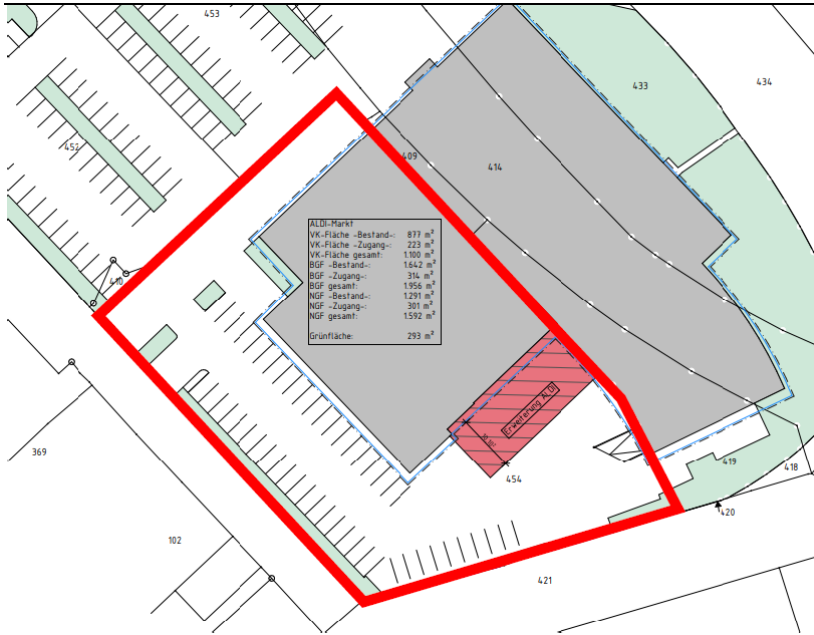 453
434
433
452
409
414
ALDI-Markt
VK-Fläche -Bestand-: 877 m²
VK-Fläche -Zugang-: 223 m²
VK-Fläche gesamt: 1.100 m²
BGF -Bestand-: 1.642 m²
BGF -Zugang-: 314 m²
BGF gesamt: 1.956 m²
NGF -Bestand-: 1.291 m²
NGF -Zugang-: 301 m²
NGF gesamt: 1.592 m²
Grünfläche: 293 m²
410
Erweiterung ALDI
369
454
419
418
420
102
421